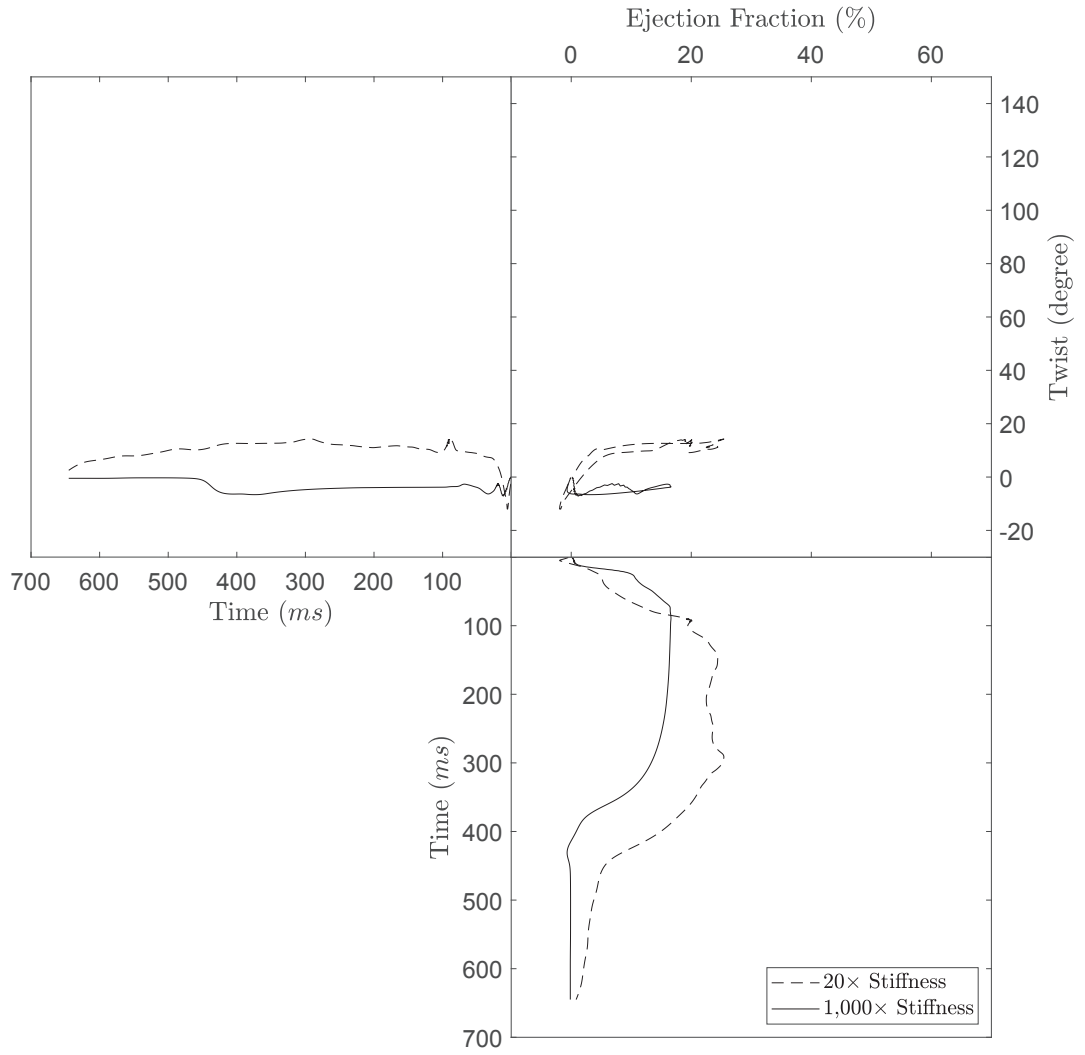 Ejection Fraction (%)
0 20 40 60
140
120
100
80
60
40
20
0
-20
Twist (degree)
700 600 500 400 300 200 100
Time (ms)
100
200
300
400
500
600
700
Time (ms)
20× Stiffness
1,000× Stiffness